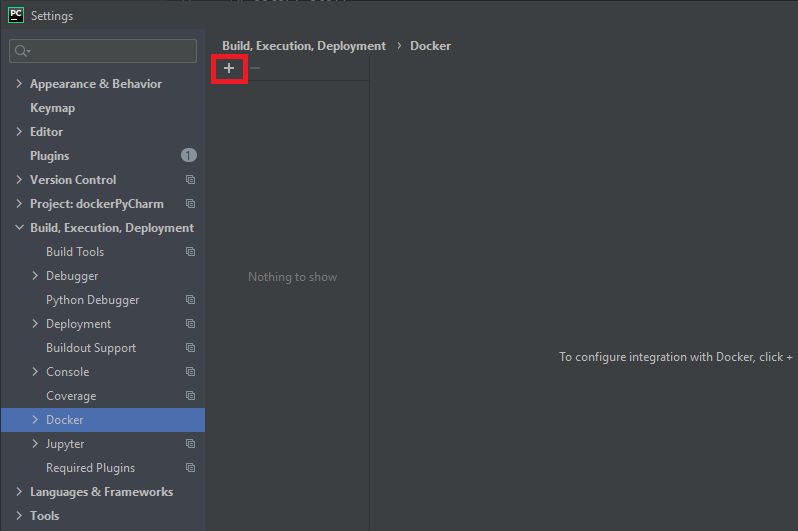 PC
Settings
Build, Execution, Deployment › Docker
Appearance & Behavior
Keymap
Editor
Plugins 1
Version Control
Project: dockerPyCharm
Build, Execution, Deployment
Build Tools
Debugger
Nothing to show
Python Debugger
Deployment
Buildout Support
To configure integration with Docker, click +
Console
Coverage
Docker
Jupyter
Required Plugins
Languages & Frameworks
Tools